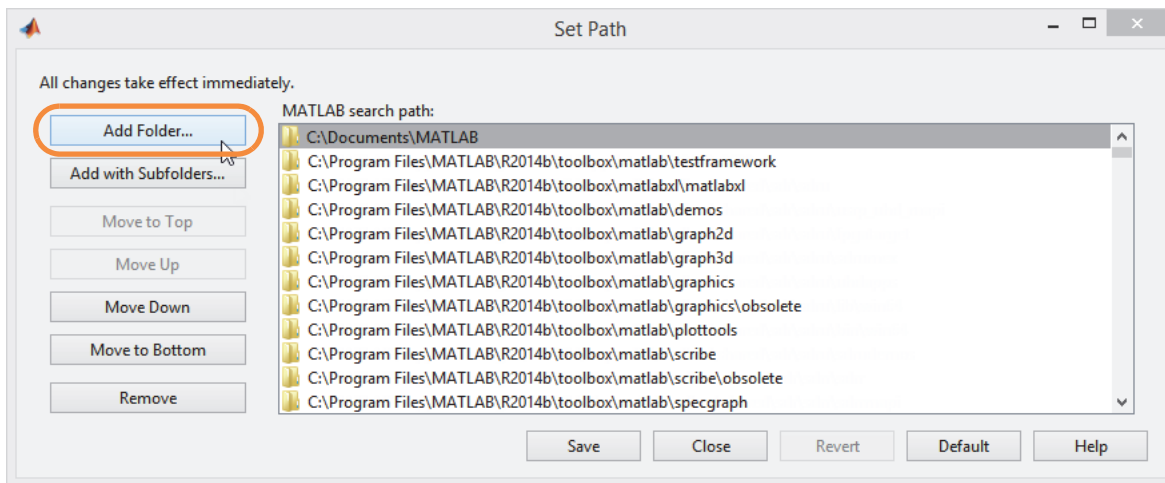 Set Path
All changes take effect immediately.
Add Folder...
Add with Subfolders...
Move to Top
Move Up
Move Down
Move to Bottom
Remove
MATLAB search path:
C:\Documents\MATLAB
C:\Program Files\MATLAB\R2014b\toolbox\matlab\testframework
C:\Program Files\MATLAB\R2014b\toolbox\matlabxl\matlabxl
C:\Program Files\MATLAB\R2014b\toolbox\matlab\demos
C:\Program Files\MATLAB\R2014b\toolbox\matlab\graph2d
C:\Program Files\MATLAB\R2014b\toolbox\matlab\graph3d
C:\Program Files\MATLAB\R2014b\toolbox\matlab\graphics
C:\Program Files\MATLAB\R2014b\toolbox\matlab\graphics\obsolete
C:\Program Files\MATLAB\R2014b\toolbox\matlab\plottools
C:\Program Files\MATLAB\R2014b\toolbox\matlab\scribe
C:\Program Files\MATLAB\R2014b\toolbox\matlab\scribe\obsolete
C:\Program Files\MATLAB\R2014b\toolbox\matlab\specgraph
Save Close Revert Default Help